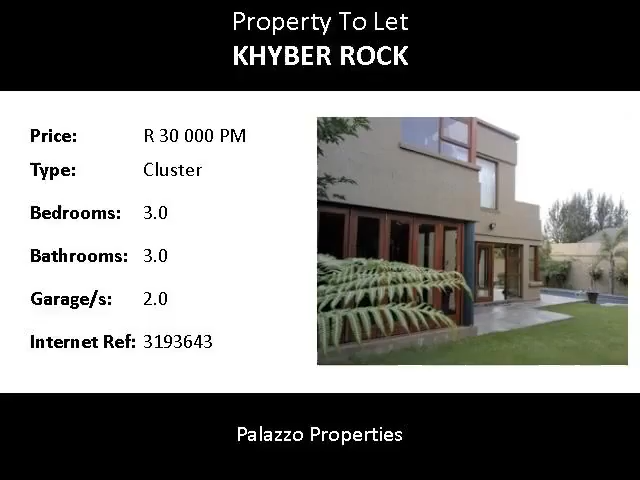 Property To Let
KHYBER ROCK
Price: R 30 000 PM
Type: Cluster
Bedrooms: 3.0
Bathrooms: 3.0
Garage/s: 2.0
Internet Ref: 3193643
Palazzo Properties